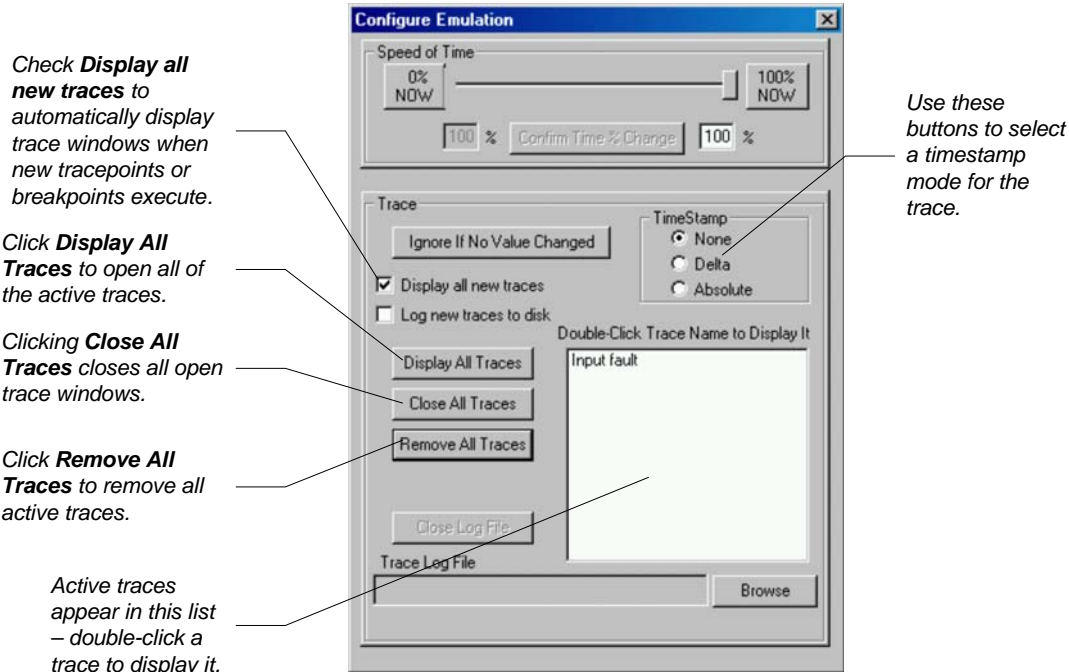 Configure Emulation
Speed of Time
0%
NOW
100%
NOW
100 %
Confirm Time % Change
100 %
Trace
Ignore If No Value Changed
TimeStamp
None
Delta
Absolute
Display all new traces
Log new traces to disk
Double-Click Trace Name to Display It
Display All Traces
Input fault
Close All Traces
Remove All Traces
Close Log File
Trace Log File
Browse
Check Display all
new traces to
automatically display
trace windows when
new tracepoints or
breakpoints execute.
Click Display All
Traces to open all of
the active traces.
Clicking Close All
Traces closes all open
trace windows.
Click Remove All
Traces to remove all
active traces.
Active traces
appear in this list
– double-click a
trace to display it.
Use these
buttons to select
a timestamp
mode for the
trace.